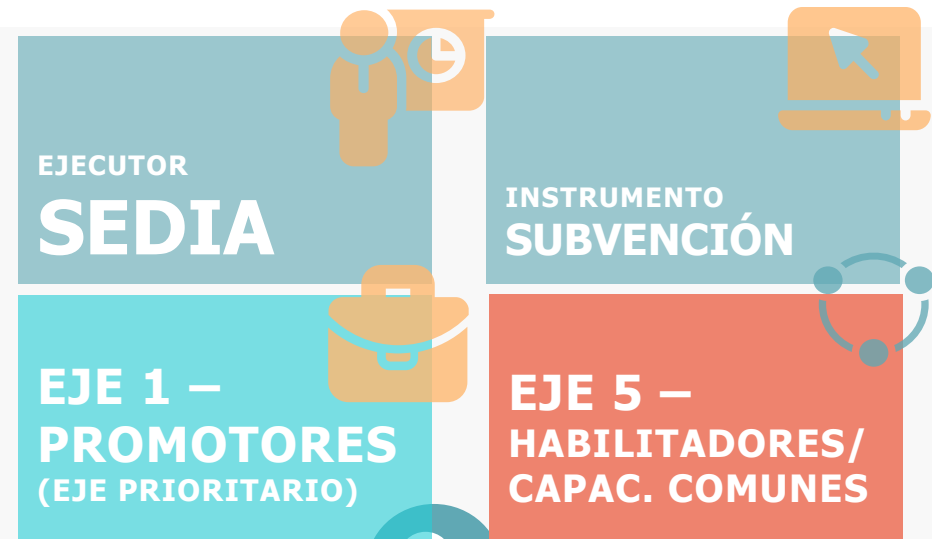 EJECUTOR
SEDIA
INSTRUMENTO
SUBVENCIÓN
EJE 1 –
PROMOTORES
(EJE PRIORITARIO)
EJE 5 –
HABILITADORES/
CAPAC. COMUNES